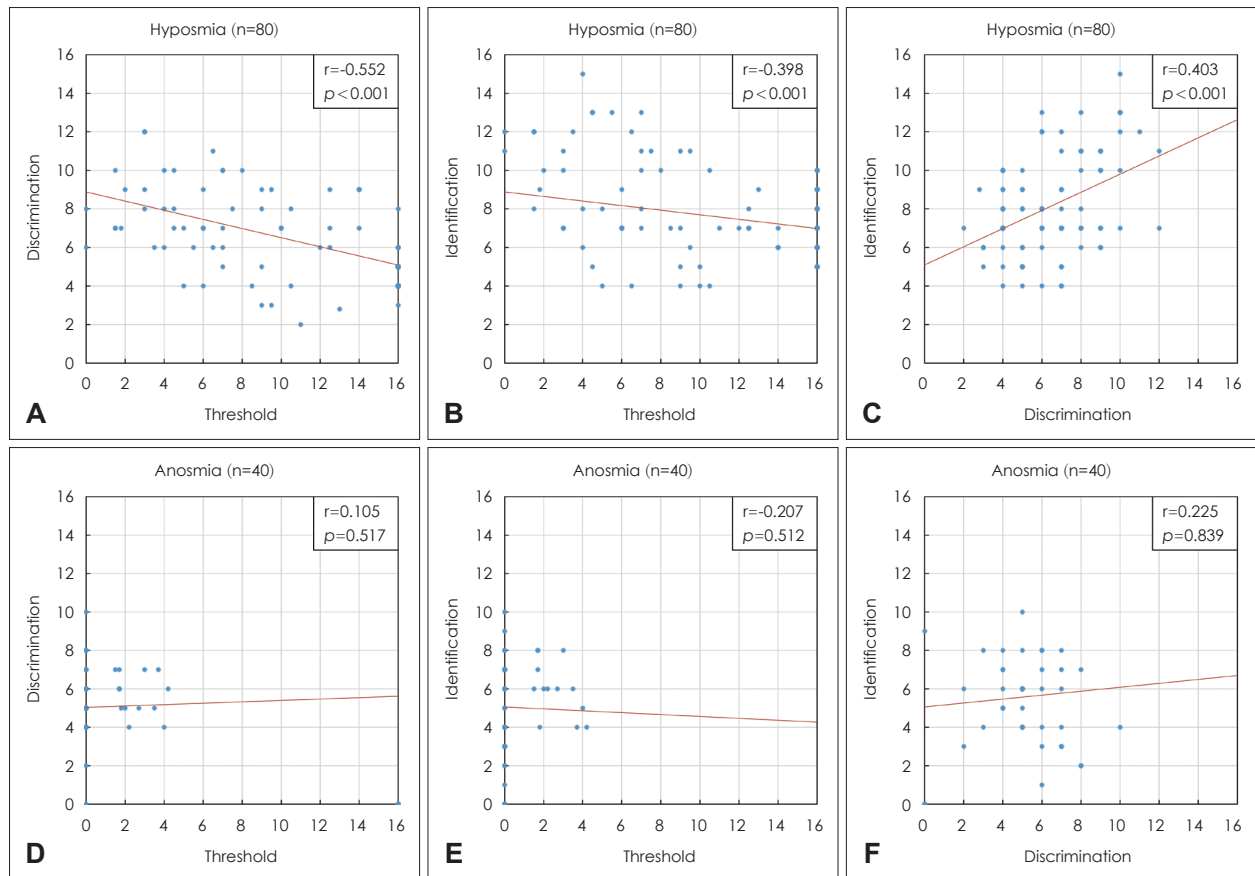 Hyposmia (n=80)
16
14
12
10
8
6
4
2
0
Discrimination
r=-0.552
p<0.001
0 2 4 6 8 10 12 14 16
Threshold
A
Hyposmia (n=80)
16
14
12
10
8
6
4
2
0
Identification
r=-0.398
p<0.001
0 2 4 6 8 10 12 14 16
Threshold
B
Hyposmia (n=80)
16
14
12
10
8
6
4
2
0
Identification
r=0.403
p<0.001
2 4 6 8 10 12 14 16
Discrimination
C
Anosmia (n=40)
16
14
12
10
8
6
4
2
0
Discrimination
r=0.105
p=0.517
0 2 4 6 8 10 12 14 16
Threshold
D
Anosmia (n=40)
16
14
12
10
8
6
4
2
0
Identification
r=-0.207
p=0.512
0 2 4 6 8 10 12 14 16
Threshold
E
Anosmia (n=40)
16
14
12
10
8
6
4
2
0
Identification
r=0.225
p=0.839
2 4 6 8 10 12 14 16
Discrimination
F